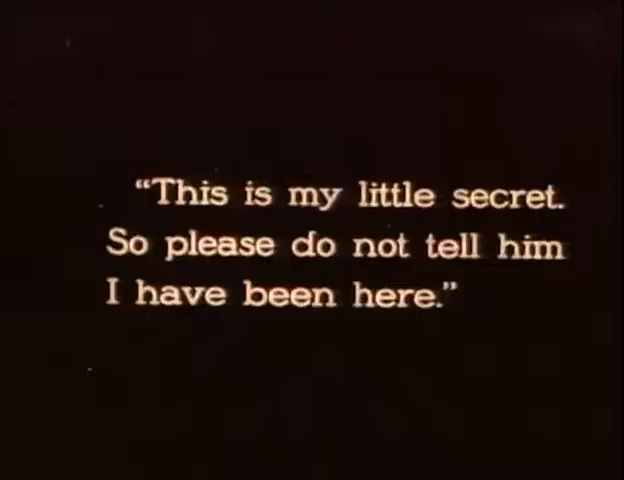 “This is my little secret.
So please do not tell him
I have been here.”